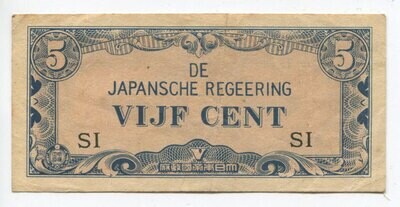 5 5
DE
JAPANSCHE REGEERING
VIJF CENT
SI SI
V